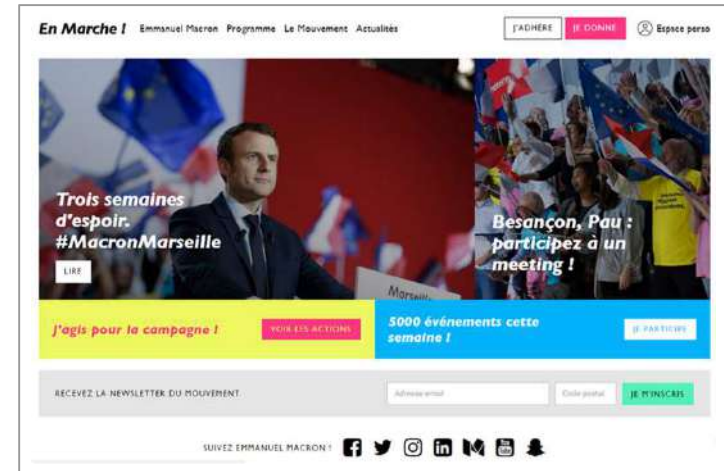 En Marche !
Emmanuel Macron Programme Le Mouvement Actualités
J'ADHÈRE
JE DONNE
Espace perso
Trois semaines
d'espoir.
#MacronMarseille
LIRE
Marseille
Besançon, Pau :
participez à un
meeting !
J'agis pour la campagne !
VOIR LES ACTIONS
5000 événements cette
semaine !
JE PARTICIPE
RECEVEZ LA NEWSLETTER DU MOUVEMENT
Adresse email
Code postal
JE M'INSCRIS
SUIVEZ EMMANUEL MACRON !